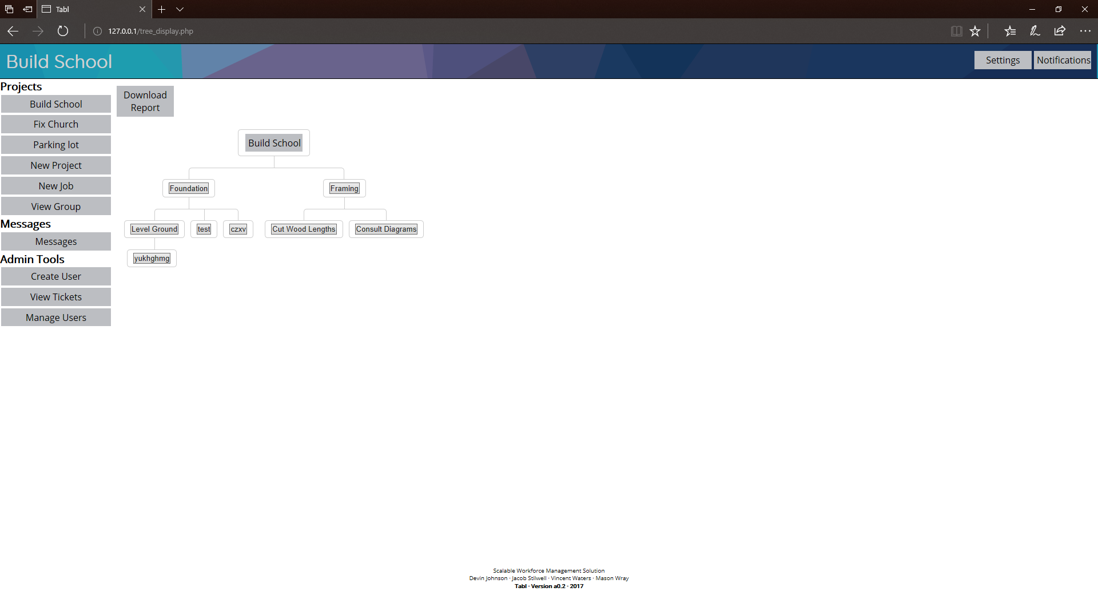 Tabl
127.0.0.1/tree_display.php
Build School
Settings
Notifications
Projects
Build School
Fix Church
Parking lot
New Project
New Job
View Group
Messages
Messages
Admin Tools
Create User
View Tickets
Manage Users
Download
Report
Build School
Foundation
Framing
Level Ground
test
czxv
Cut Wood Lengths
Consult Diagrams
yukhghmg
Scalable Workforce Management Solution
Devin Johnson · Jacob Stilwell · Vincent Waters · Mason Wray
Tabl · Version a0.2 · 2017